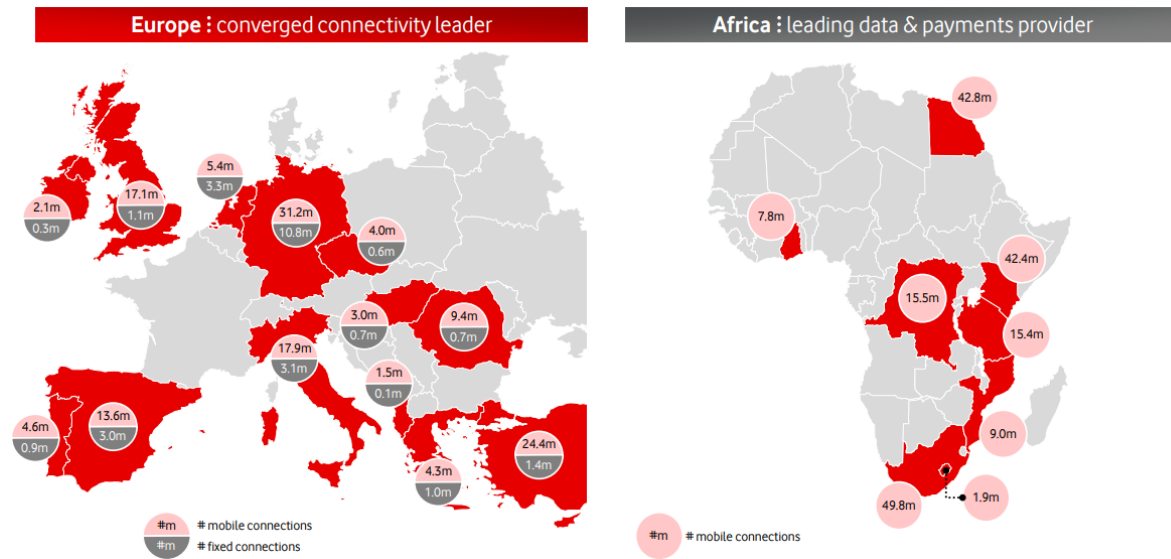 Europe : converged connectivity leader
Africa : leading data & payments provider
5.4m
3.3m
2.1m
0.3m
17.1m
1.1m
31.2m
10.8m
4.0m
0.6m
3.0m
0.7m
9.4m
0.7m
17.9m
3.1m
1.5m
0.1m
4.6m
0.9m
13.6m
3.0m
24.4m
1.4m
4.3m
1.0m
#m # mobile connections
#m # fixed connections
42.8m
7.8m
42.4m
15.5m
15.4m
9.0m
49.8m
1.9m
#m # mobile connections